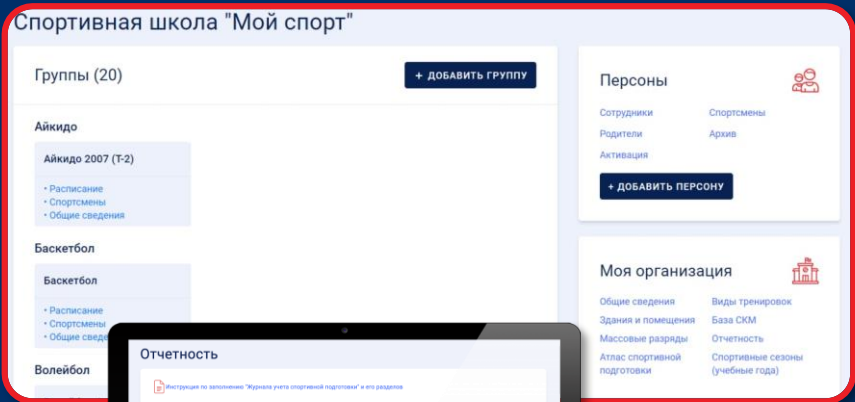 Спортивная школа "Мой спорт"
Группы (20)
+ ДОБАВИТЬ ГРУППУ
Айкидо
Айкидо 2007 (Т-2)
• Расписание
• Спортсмены
• Общие сведения
Баскетбол
Баскетбол
• Расписание
• Спортсмены
• Общие сведе
Волейбол
Отчетность
Инструкция по заполнению "Журнала учета спортивной подготовки" и его разделов
Персоны
Сотрудники Спортсмены
Родители Архив
Активация
+ ДОБАВИТЬ ПЕРСОНУ
Моя организация
Общие сведения Виды тренировок
Здания и помещения База СКМ
Массовые разряды Отчетность
Атлас спортивной Спортивные сезоны
подготовки (учебные года)